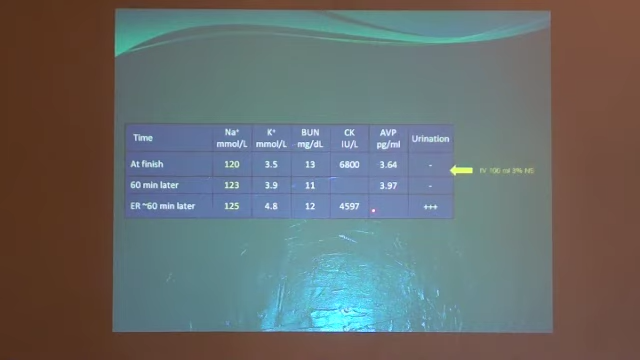 Time Na⁺ mmol/L K⁺ mmol/L BUN mg/dL CK IU/L AVP pg/ml Urination
At finish 120 3.5 13 6800 3.64 -
IV 100 ml 3% NS
60 min later 123 3.9 11 3.97 -
ER ~60 min later 125 4.8 12 4597 +++